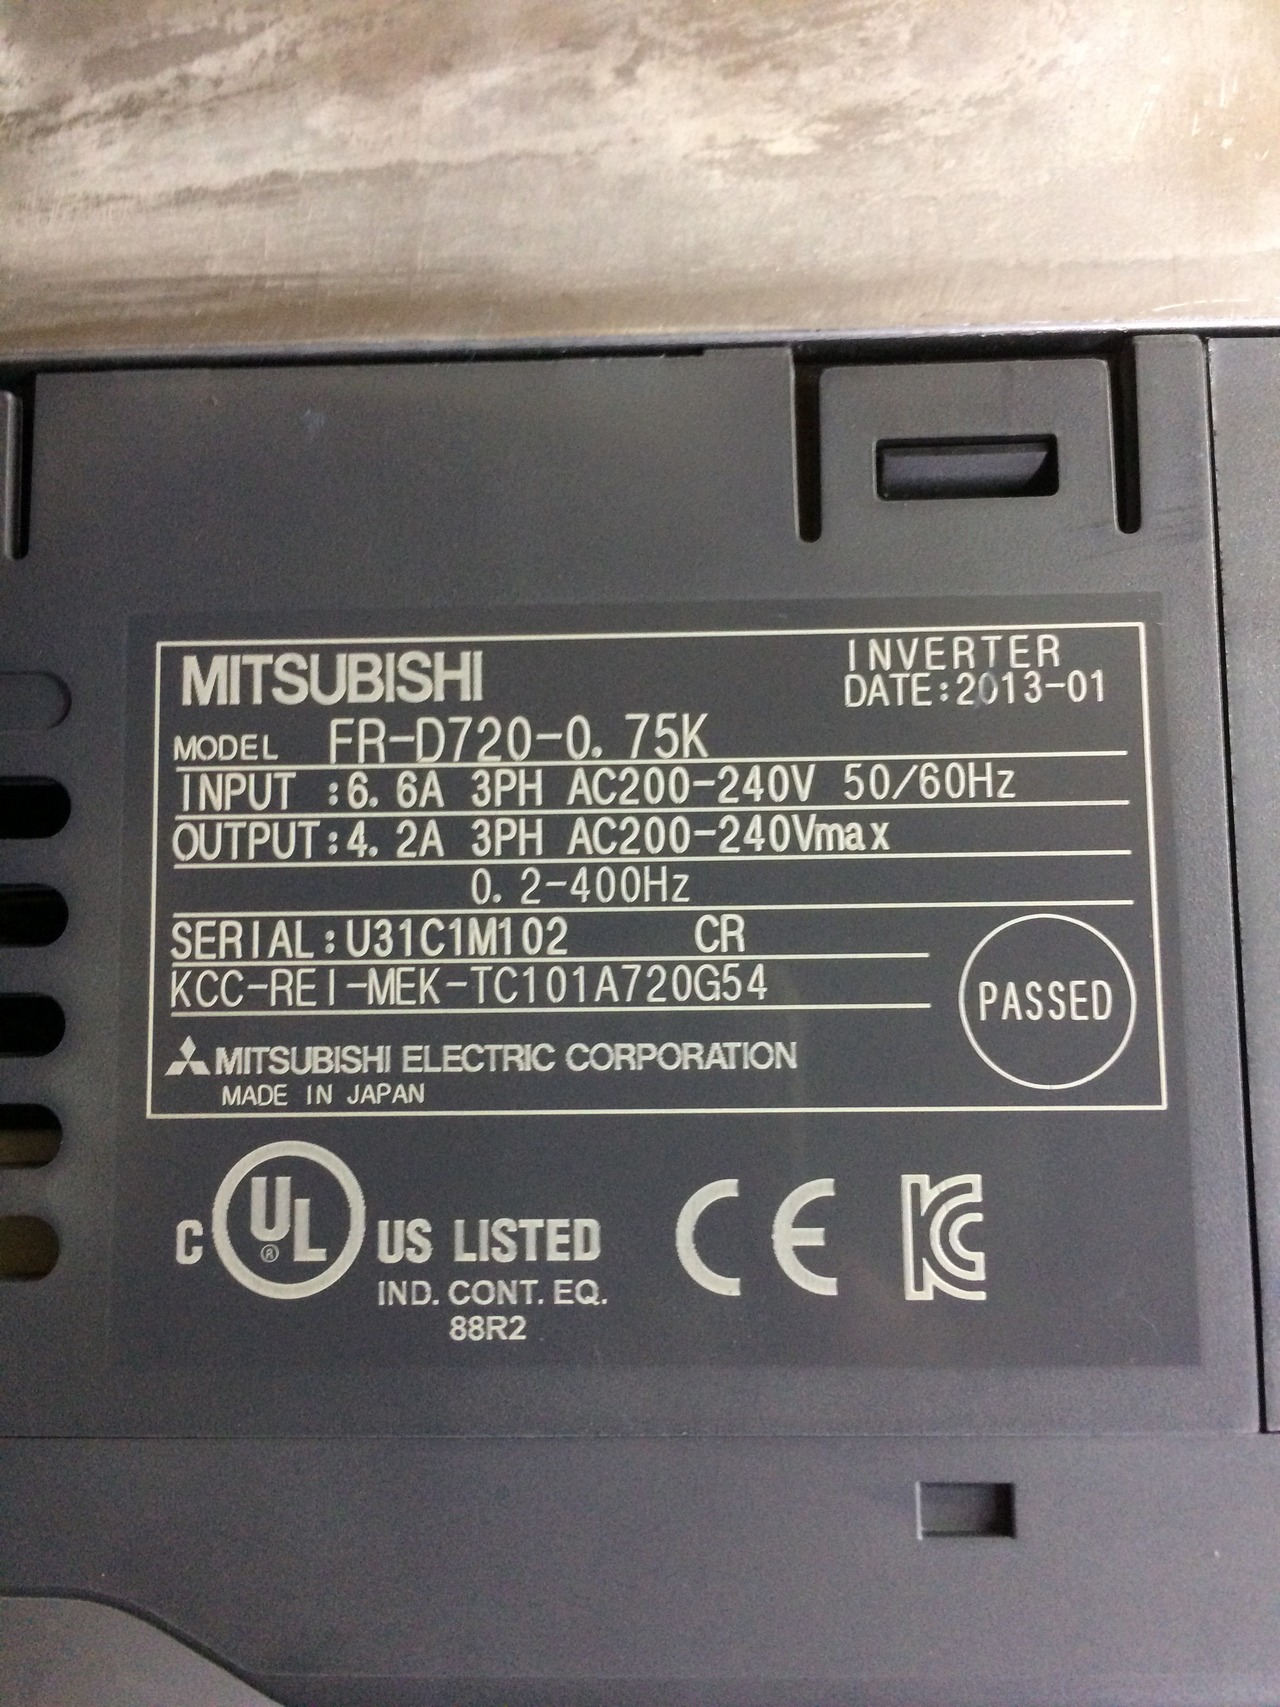 MITSUBISHI
INVERTER
DATE:2013-01
MODEL FR-D720-0.75K
INPUT :6.6A 3PH AC200-240V 50/60Hz
OUTPUT:4.2A 3PH AC200-240Vmax
0.2-400Hz
SERIAL:U31C1M102 CR
KCC-REI-MEK-TC101A720G54
PASSED
MITSUBISHI ELECTRIC CORPORATION
MADE IN JAPAN
C UL ® US LISTED
IND. CONT. EQ.
88R2
CE
KC